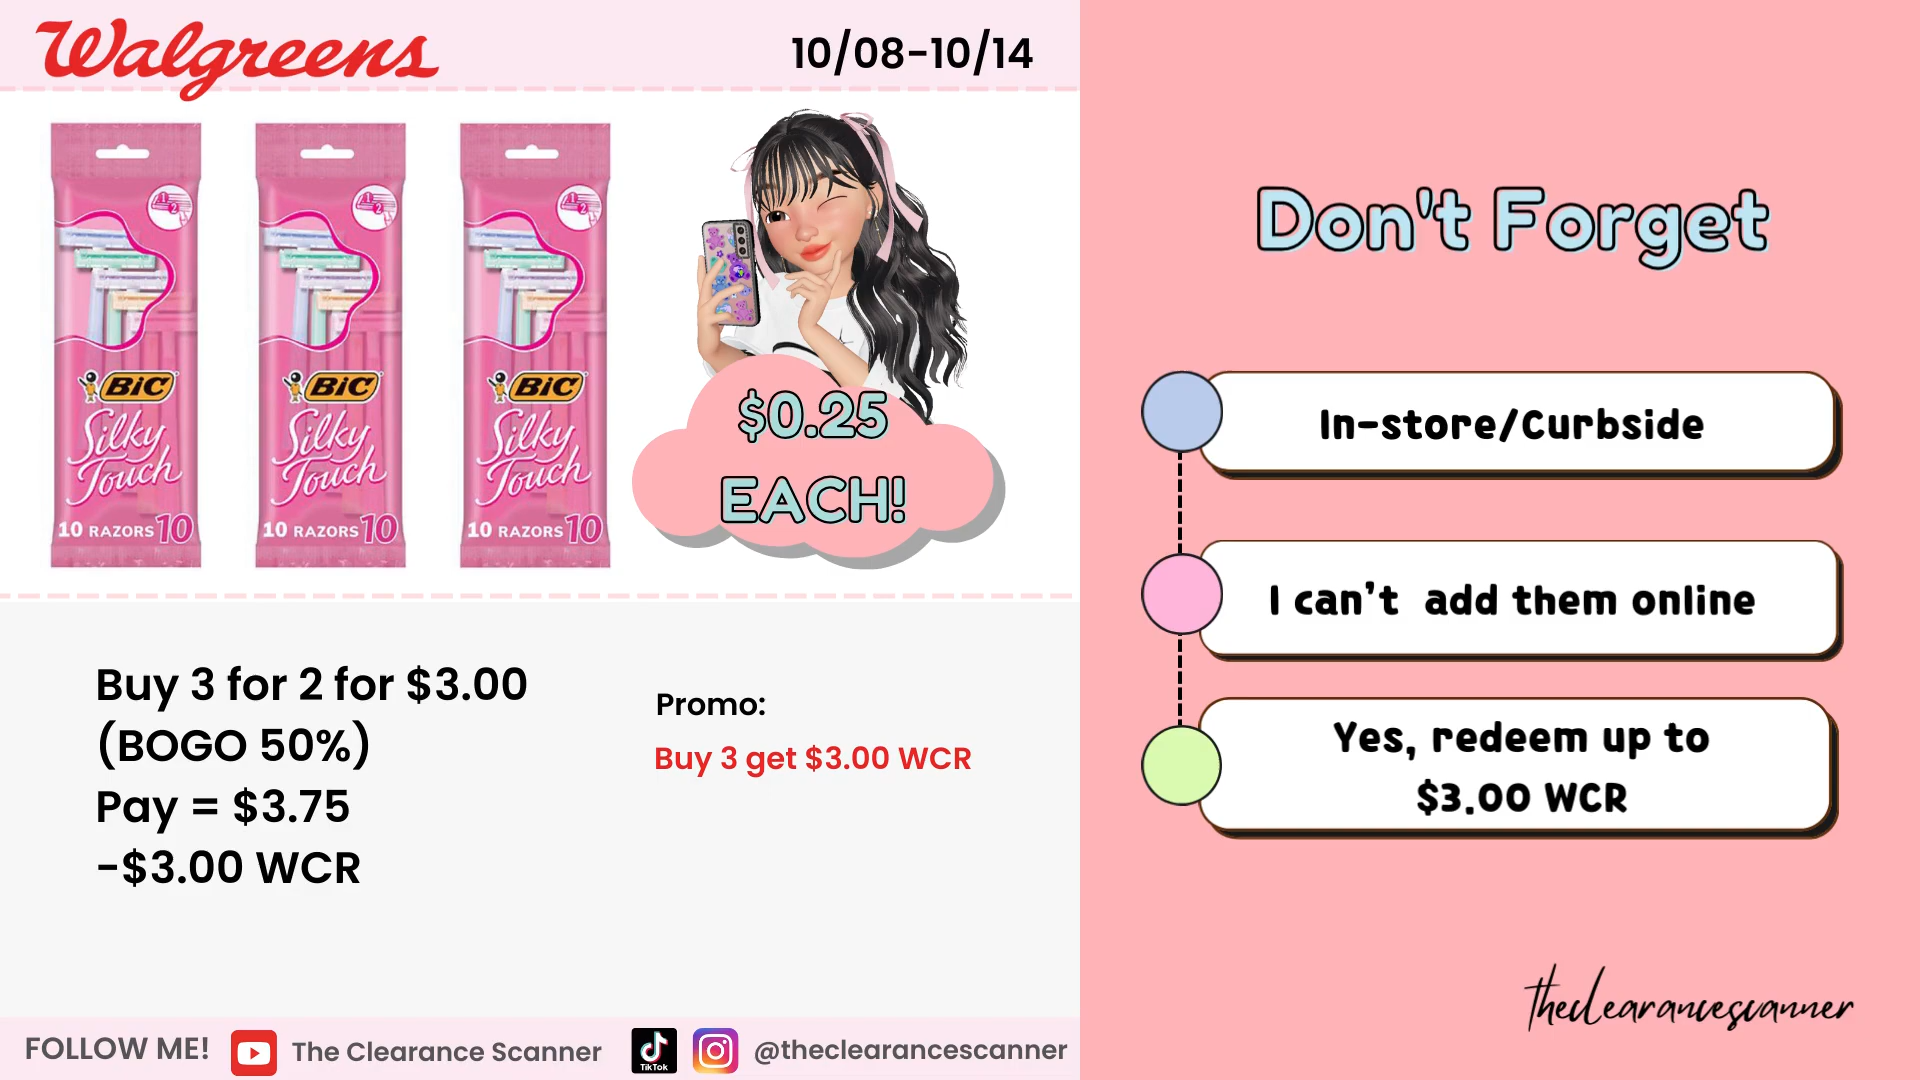 Walgreens
10/08-10/14
BIC
Silky
Touch
10 RAZORS 10
BIC
Silky
Touch
10 RAZORS 10
BIC
Silky
Touch
10 RAZORS 10
$0.25
EACH!
Buy 3 for 2 for $3.00
(BOGO 50%)
Pay = $3.75
-$3.00 WCR
Promo:
Buy 3 get $3.00 WCR
FOLLOW ME!
The Clearance Scanner
TikTok
@theclearancescanner
Don't Forget
In-store/Curbside
I can't  add them online
Yes, redeem up to
$3.00 WCR
theclearancescanner